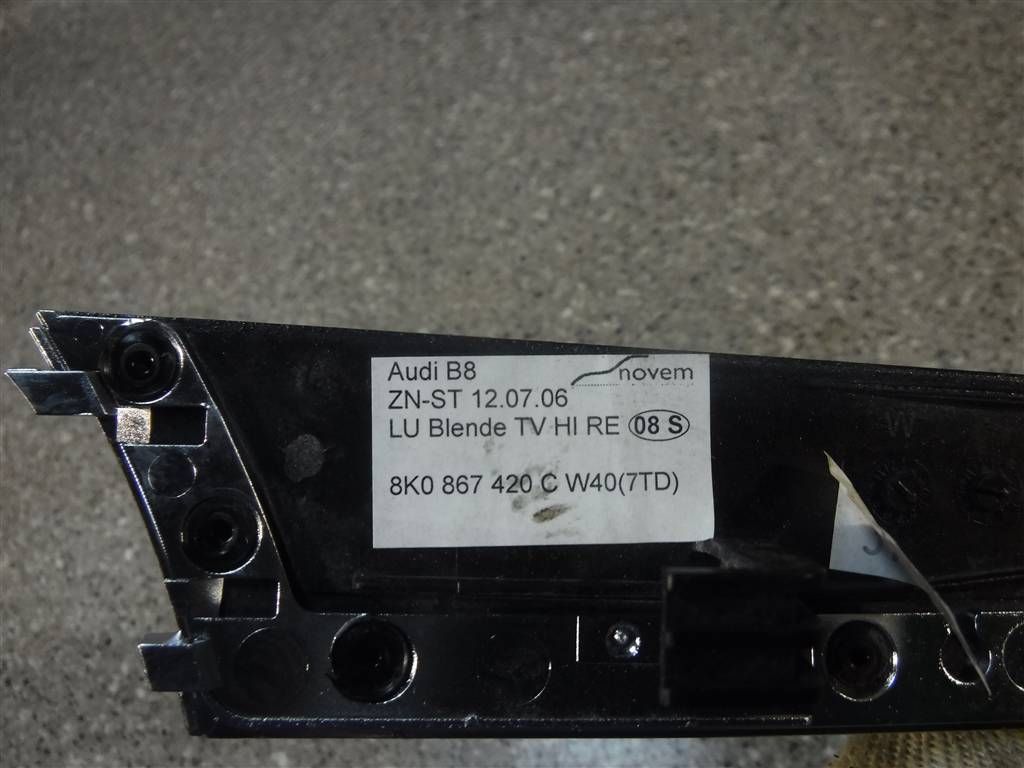 Audi B8 novem
ZN-ST 12.07.06
LU Blende TV HI RE 08 S
8K0 867 420 C W40(7TD)
W